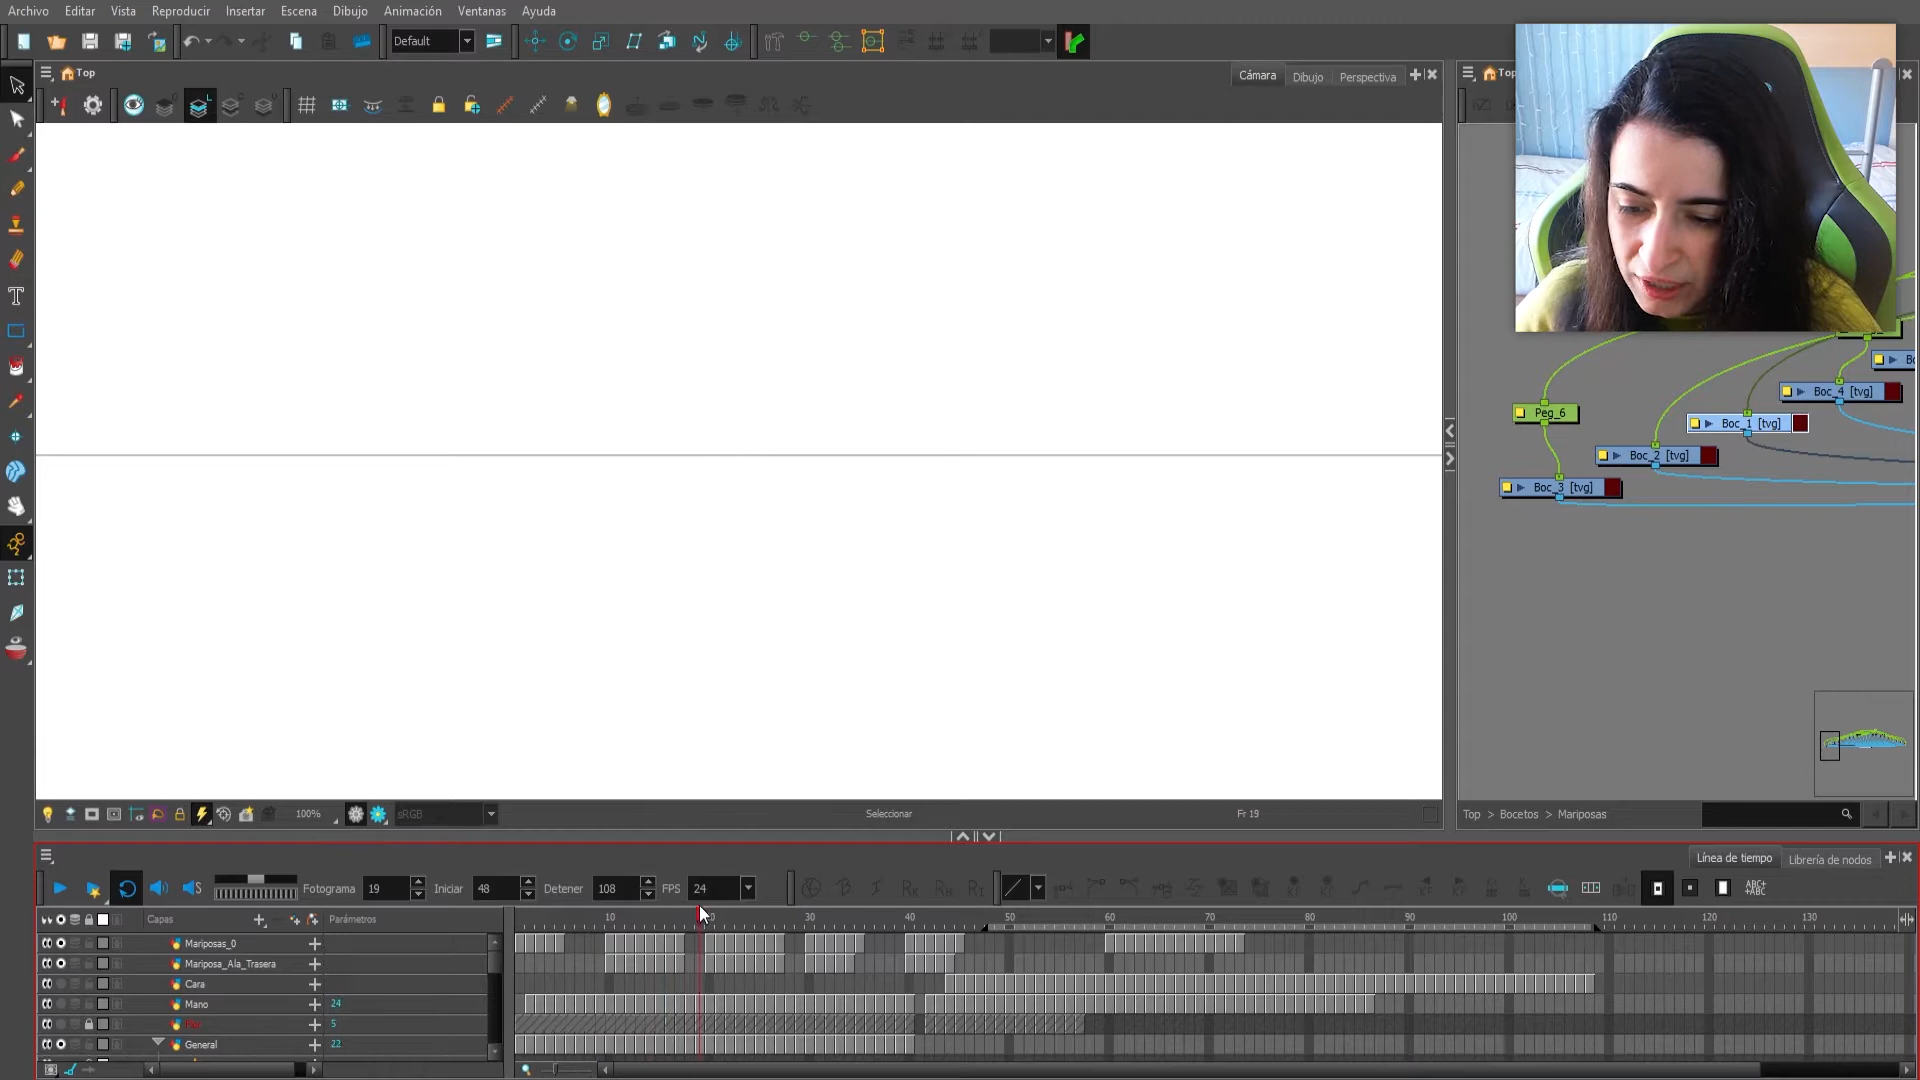 Archivo Editar Vista Reproducir Insertar Escena Dibujo Animación Ventanas Ayuda
Default
Top
Cámara Dibujo Perspectiva
Top
Boc_4 [tvg]
Peg_6
Boc_1 [tvg]
Boc_2 [tvg]
Boc_3 [tvg]
100%
sRGB
Seleccionar
Fr 19
Top > Bocetos > Mariposas
Línea de tiempo Librería de nodos
Fotograma 19 Iniciar 48 Detener 108 FPS 24
Capas Parámetros
10 30 40 50 60 70 80 90 100 110 120 130
Mariposas_0
Mariposa_Ala_Trasera
Cara
Mano 24
5
General 22